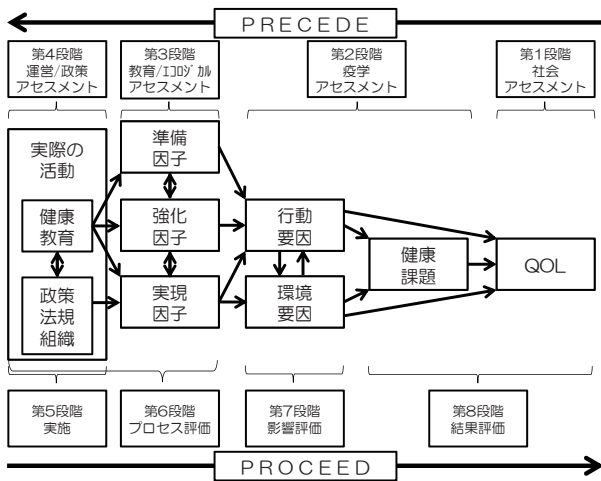 PRECEDE
第4段階
運営/政策
アセスメント
第3段階
教育/ｴｺﾛｼﾞｶﾙ
アセスメント
第2段階
疫学
アセスメント
第1段階
社会
アセスメント
実際の
活動
健康
教育
政策
法規
組織
準備
因子
強化
因子
実現
因子
行動
要因
環境
要因
健康
課題
QOL
第5段階
実施
第6段階
プロセス評価
第7段階
影響評価
第8段階
結果評価
PROCEED